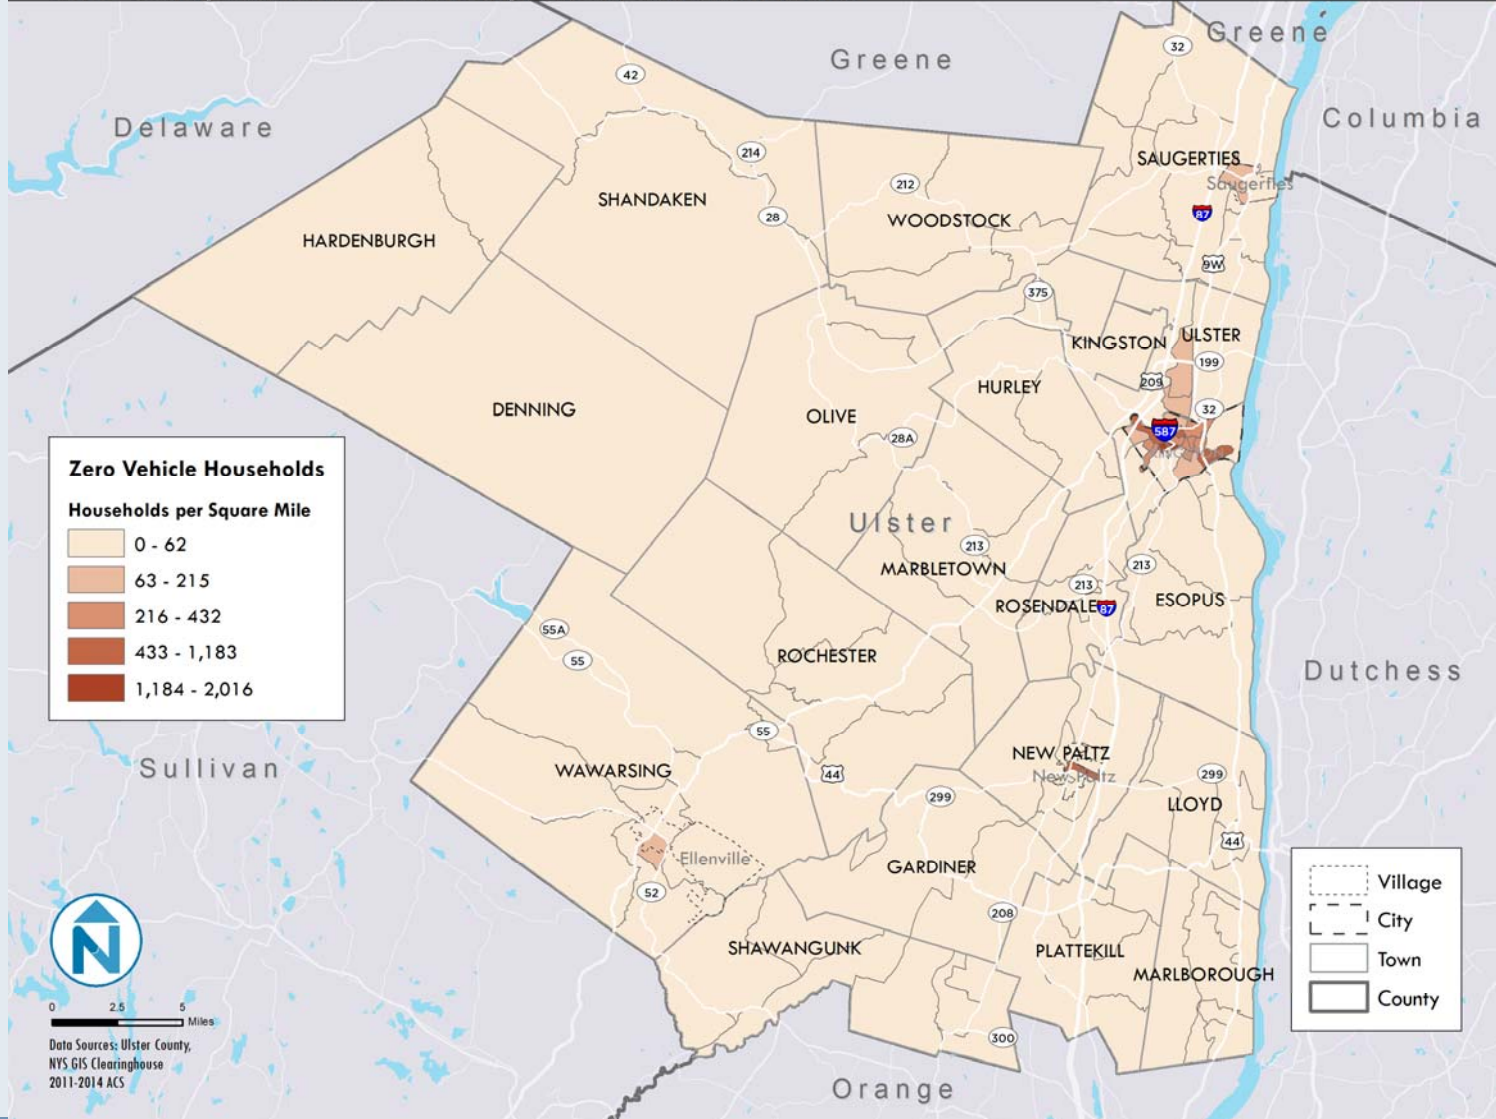 Greene
Greene
32
42
Delaware
Columbia
214
SAUGERTIES
Saugerties
212
SHANDAKEN
28
WOODSTOCK
87
HARDENBURGH
9W
375
KINGSTON
ULSTER
199
209
HURLEY
DENNING
OLIVE
32
28A
587
Zero Vehicle Households
Households per Square Mile
0 - 62
63 - 215
216 - 432
433 - 1,183
1,184 - 2,016
Ulster
213
MARBLETOWN
213
213
ROSENDALE
87
ESOPUS
55A
55
ROCHESTER
Dutchess
55
Sullivan
WAWARSING
44
NEW PALTZ
New Paltz
299
299
LLOYD
44
Ellenville
GARDINER
52
208
SHAWANGUNK
PLATTEKILL
MARLBOROUGH
300
Village
City
Town
County
N
0 2.5 5
Miles
Data Sources: Ulster County,
NYS GIS Clearinghouse
2011-2014 ACS
Orange